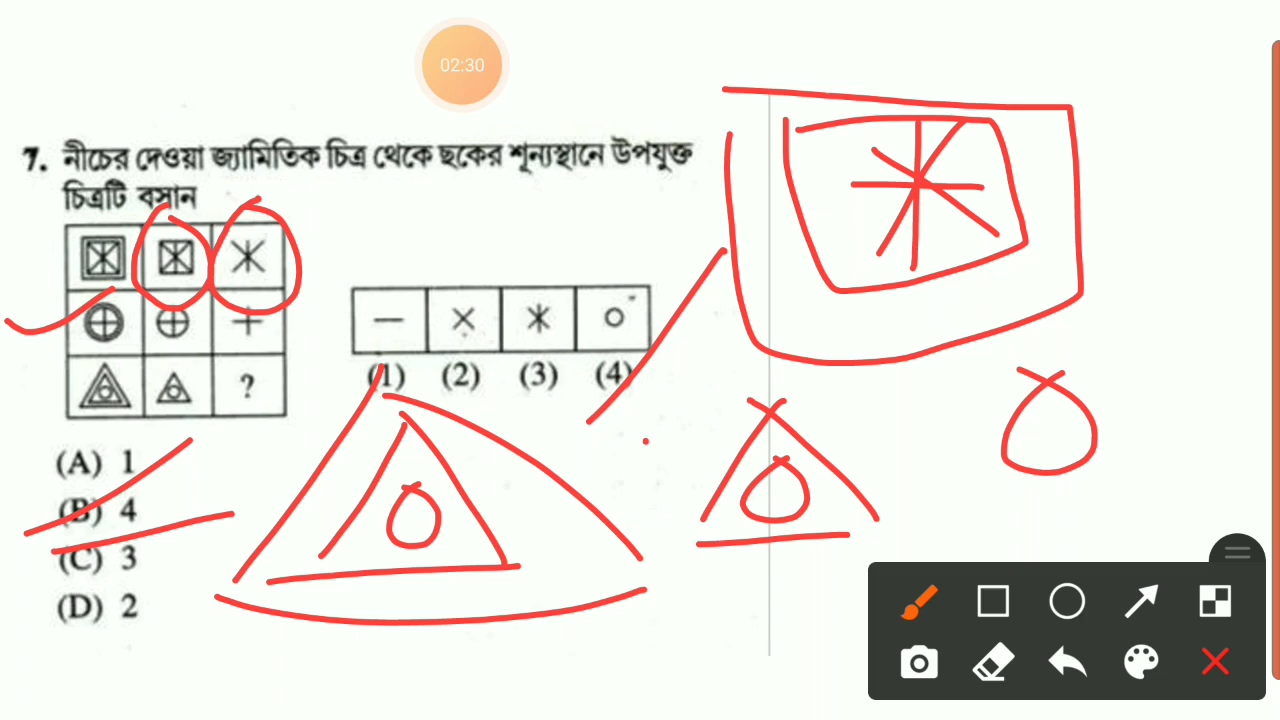 02:30
7. নীচের দেওয়া জ্যামিতিক চিত্র থেকে ছকের শূন্যস্থানে উপযুক্ত
চিত্রটি বসান
?
(1) (2) (3) (4)
(A) 1
(B) 4
(C) 3
(D) 2